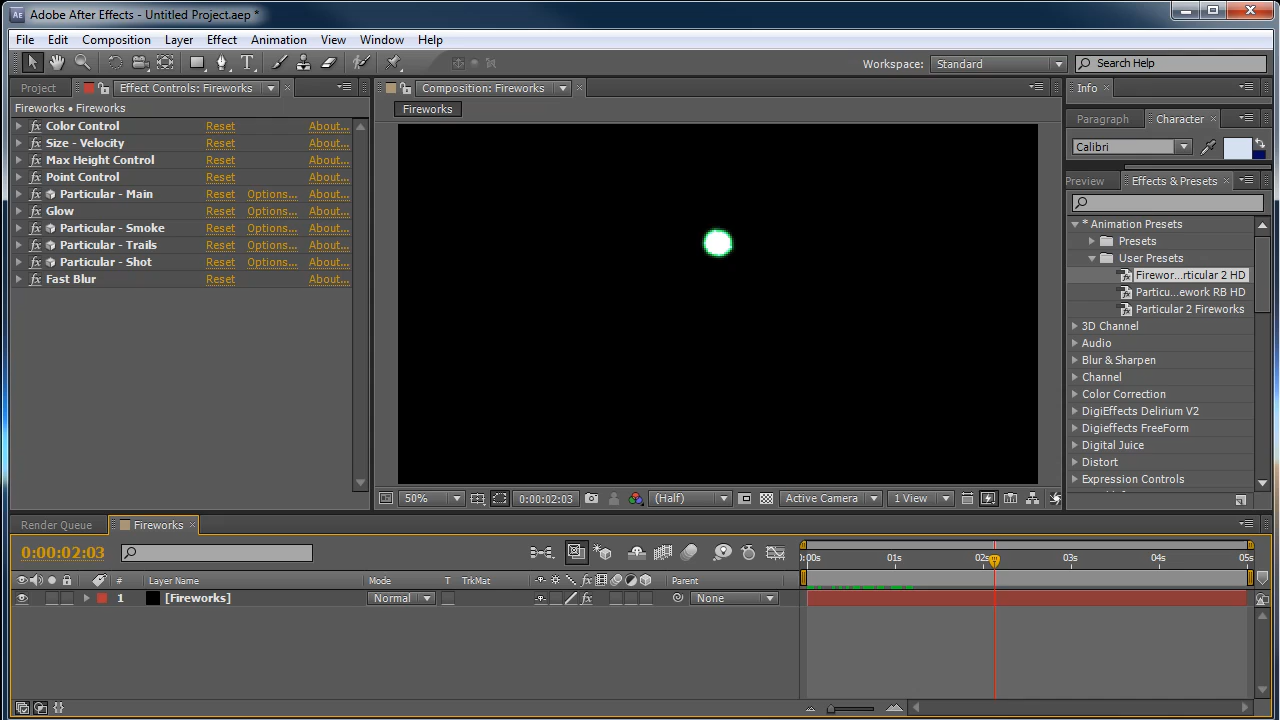 Adobe After Effects - Untitled Project.aep *
File Edit Composition Layer Effect Animation View Window Help
Workspace: Standard Search Help
Project Effect Controls: Fireworks
Fireworks • Fireworks
Color Control Reset About...
Size - Velocity Reset About...
Max Height Control Reset About...
Point Control Reset About...
Particular - Main Reset Options... About...
Glow Reset About...
Particular - Smoke Reset Options... About...
Particular - Trails Reset Options... About...
Particular - Shot Reset Options... About...
Fast Blur Reset About...
Composition: Fireworks
Fireworks
50% 0:00:02:03 (Half) Active Camera 1 View
Info
Paragraph Character
Calibri
Preview Effects & Presets
* Animation Presets
Presets
User Presets
Firewor...rticular 2 HD
Particu...ework RB HD
Particular 2 Fireworks
3D Channel
Audio
Blur & Sharpen
Channel
Color Correction
DigiEffects Delirium V2
Digieffects FreeForm
Digital Juice
Distort
Expression Controls
Render Queue Fireworks
0:00:02:03
:00s 01s 02s 03s 04s 05s
# Layer Name Mode T TrkMat Parent
1 [Fireworks] Normal None